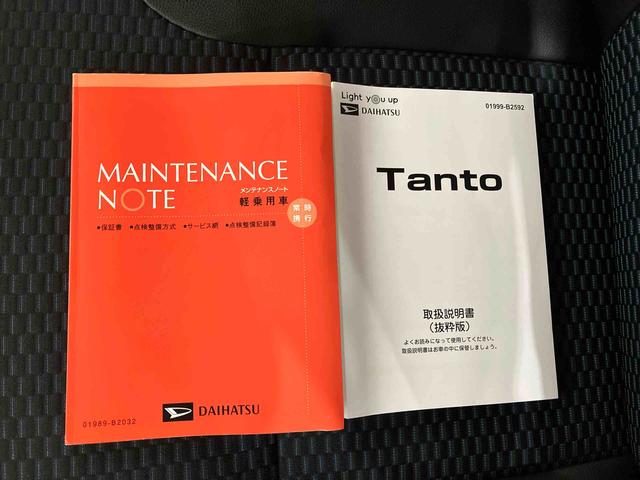 MAINTENANCE
NOTE
メンテナンスノート
軽乗用車
常時
携行
●保証書 ●点検整備方式 ●サービス網 ●点検整備記録簿
DAIHATSU
01989-B2032
Light you up
DAIHATSU
01999-B2592
Tanto
取扱説明書
（抜粋版）
よくお読みになって使用してください。
取扱説明書はお車の中に保管しましょう。